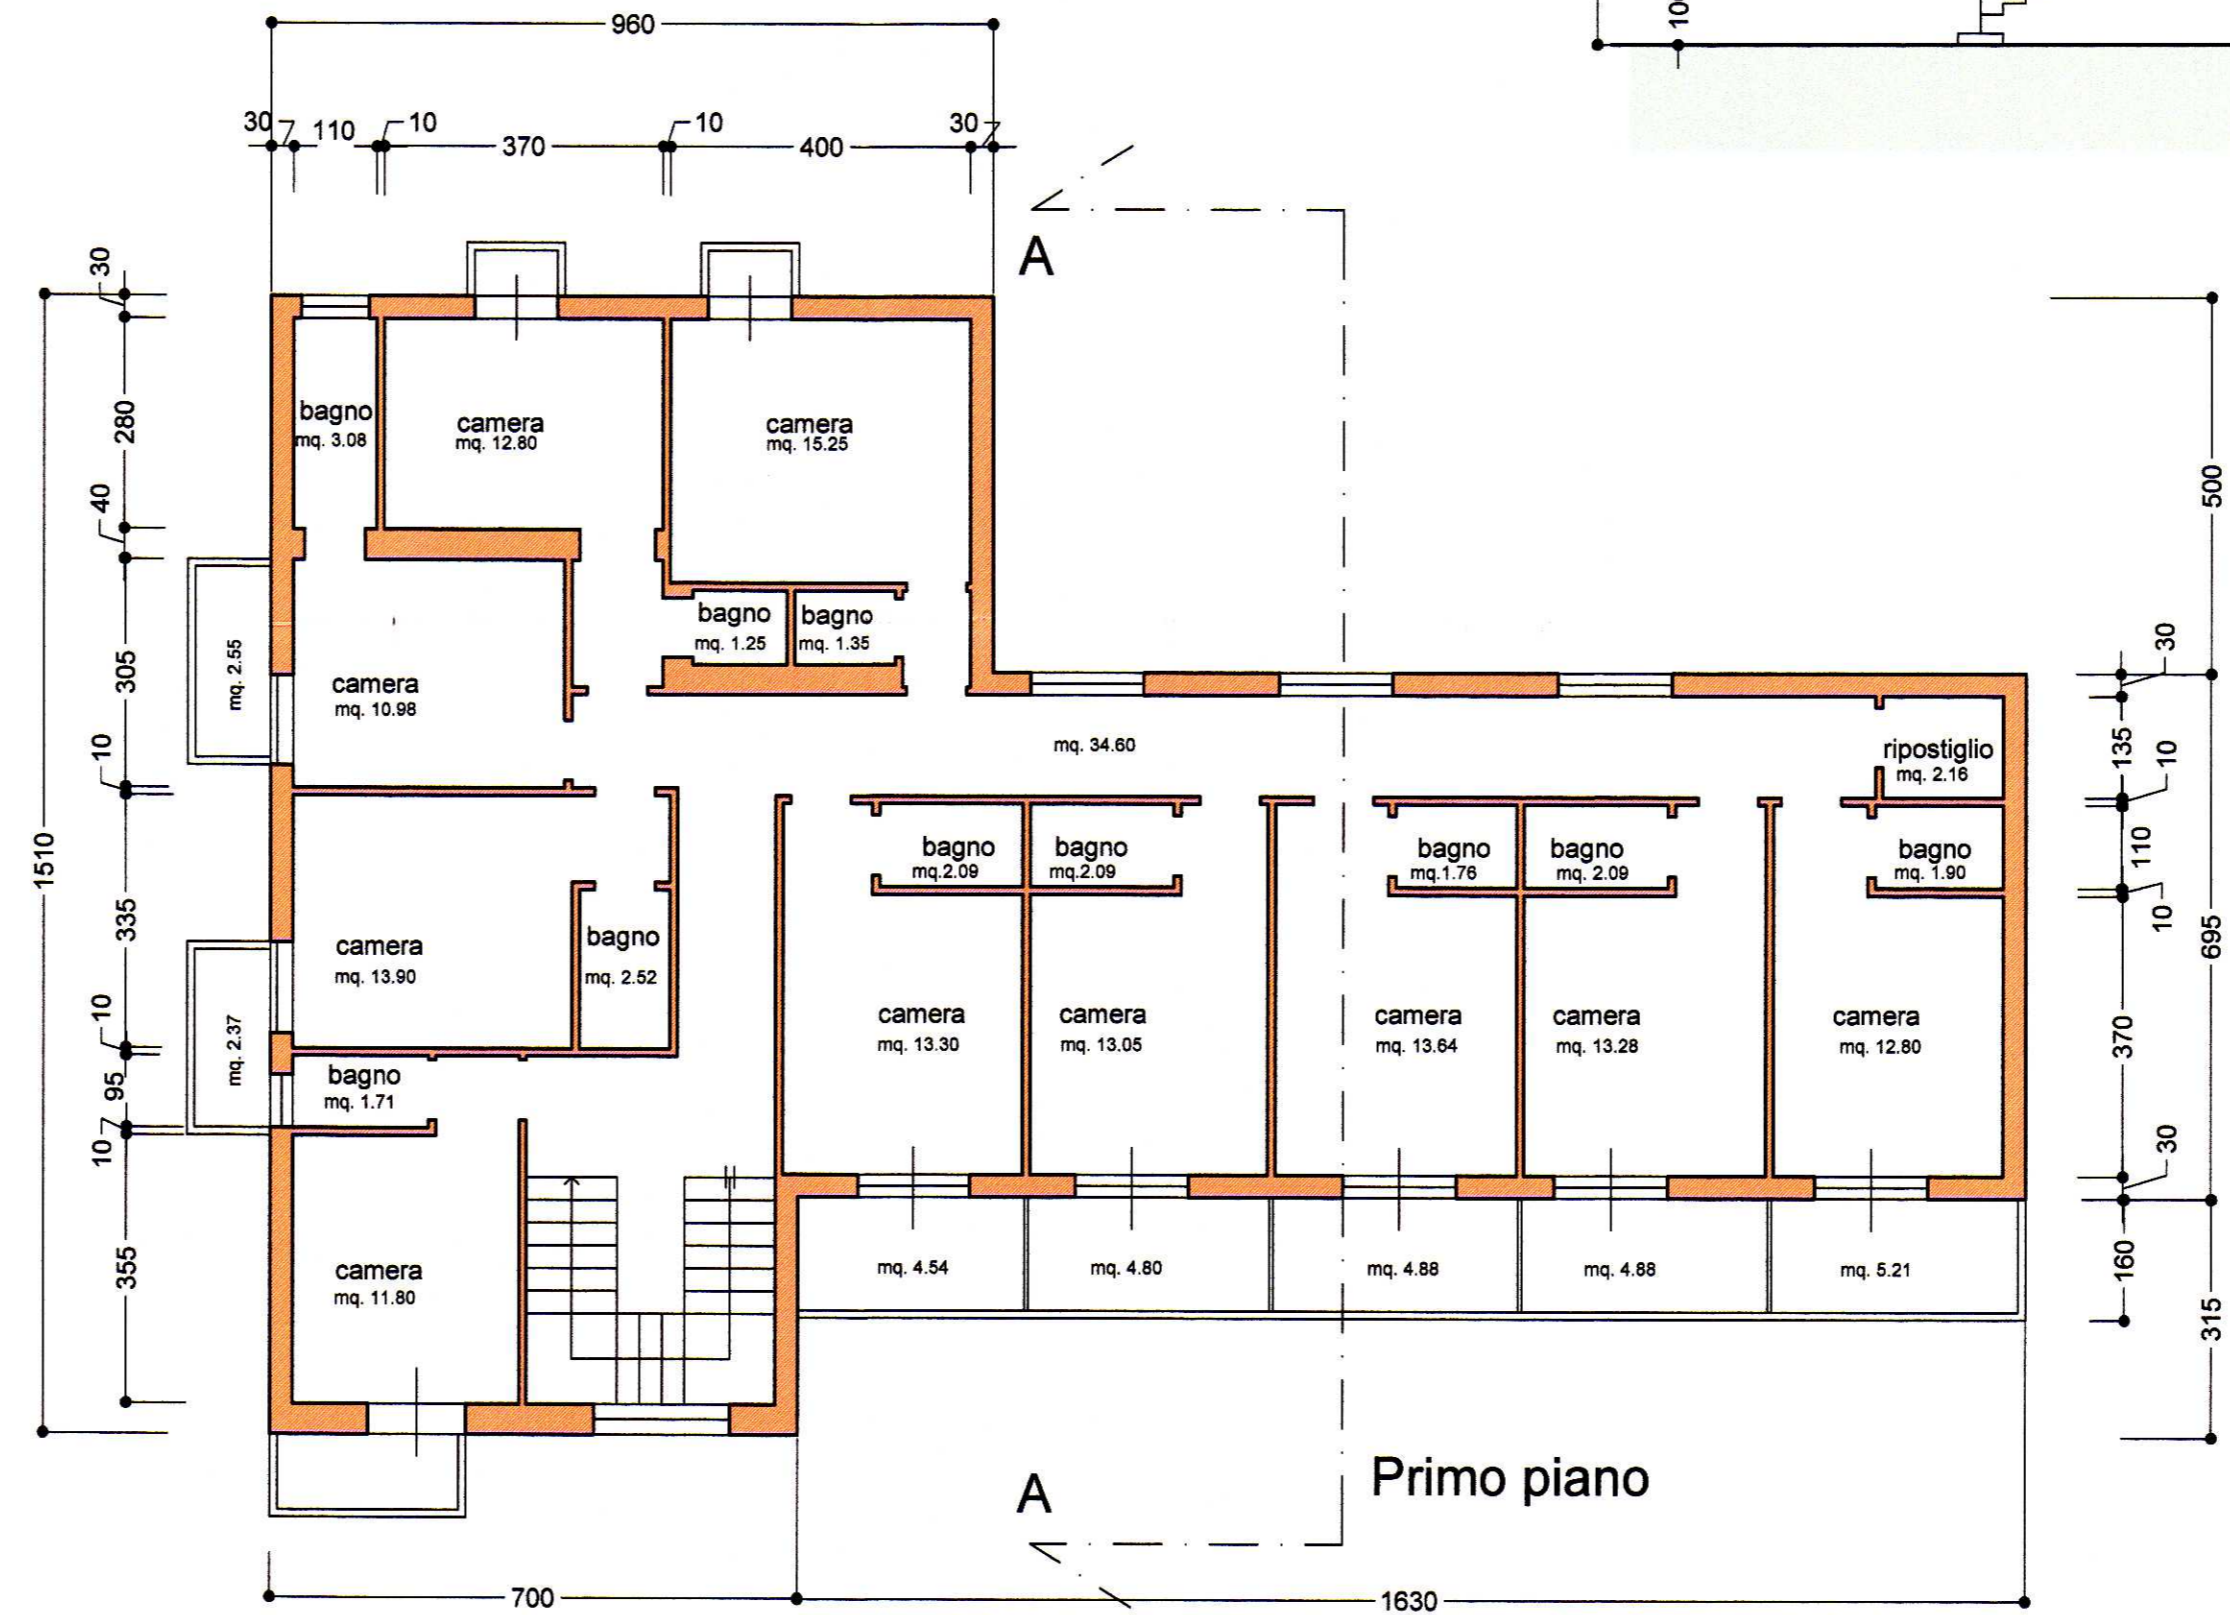 960
10
30
110
10
370
10
400
30
A
30
280
40
305
10
335
10
95
10
355
1510
bagno
mq. 3.08
camera
mq. 12.80
camera
mq. 15.25
500
mq. 2.55
camera
mq. 10.98
bagno
mq. 1.25
bagno
mq. 1.35
mq. 34.60
ripostiglio
mq. 2.16
30
135
10
110
10
695
370
30
160
315
camera
mq. 13.90
bagno
mq. 2.52
mq. 2.37
bagno
mq. 1.71
bagno
mq.2.09
bagno
mq.2.09
bagno
mq.1.76
bagno
mq. 2.09
bagno
mq. 1.90
camera
mq. 13.30
camera
mq. 13.05
camera
mq. 13.64
camera
mq. 13.28
camera
mq. 12.80
camera
mq. 11.80
mq. 4.54
mq. 4.80
mq. 4.88
mq. 4.88
mq. 5.21
A
Primo piano
700
1630